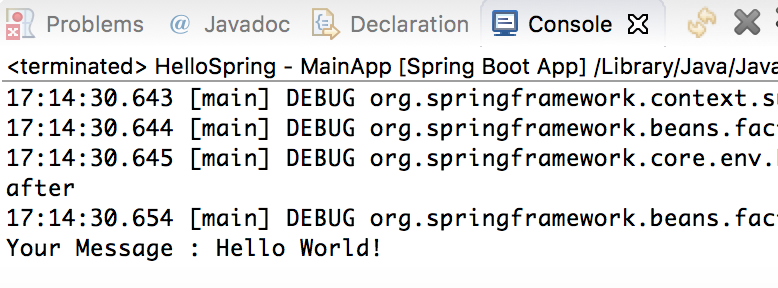 Problems @ Javadoc Declaration Console
<terminated> HelloSpring - MainApp [Spring Boot App] /Library/Java/Java
17:14:30.643 [main] DEBUG org.springframework.context.s
17:14:30.644 [main] DEBUG org.springframework.beans.fac
17:14:30.645 [main] DEBUG org.springframework.core.env.
after
17:14:30.654 [main] DEBUG org.springframework.beans.fac
Your Message : Hello World!